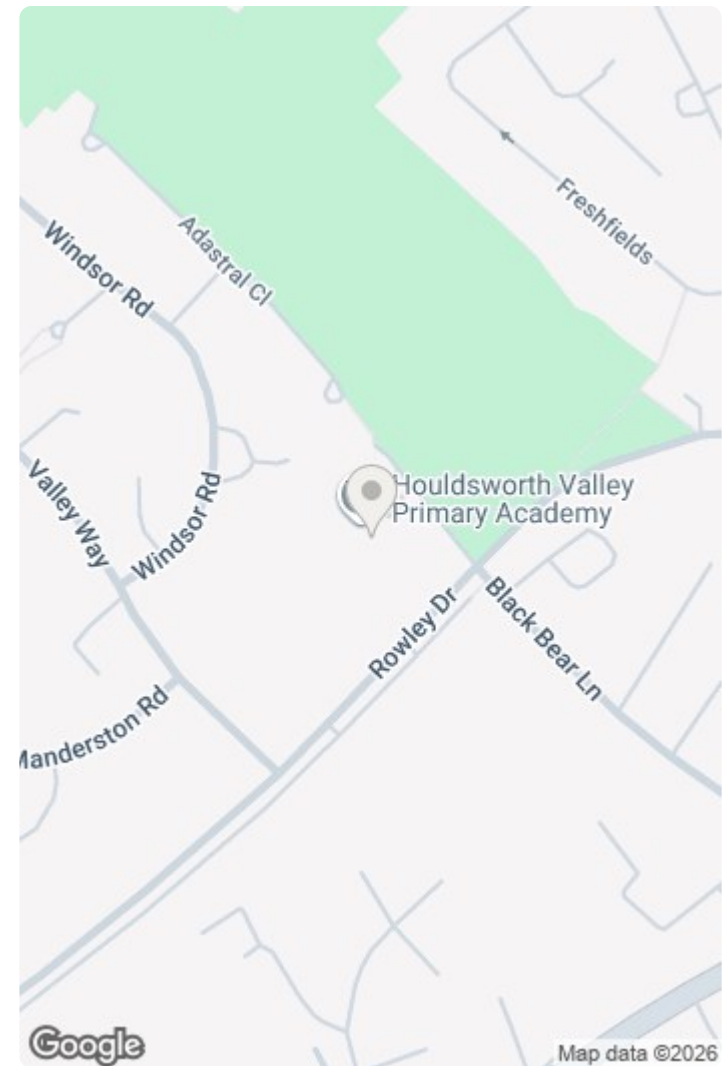 Freshfields
Adastral Cl
Windsor Rd
Valley Way
Windsor Rd
Houldsworth Valley
Primary Academy
Rowley Dr
Black Bear Ln
Manderston Rd
Google
Map data ©2026